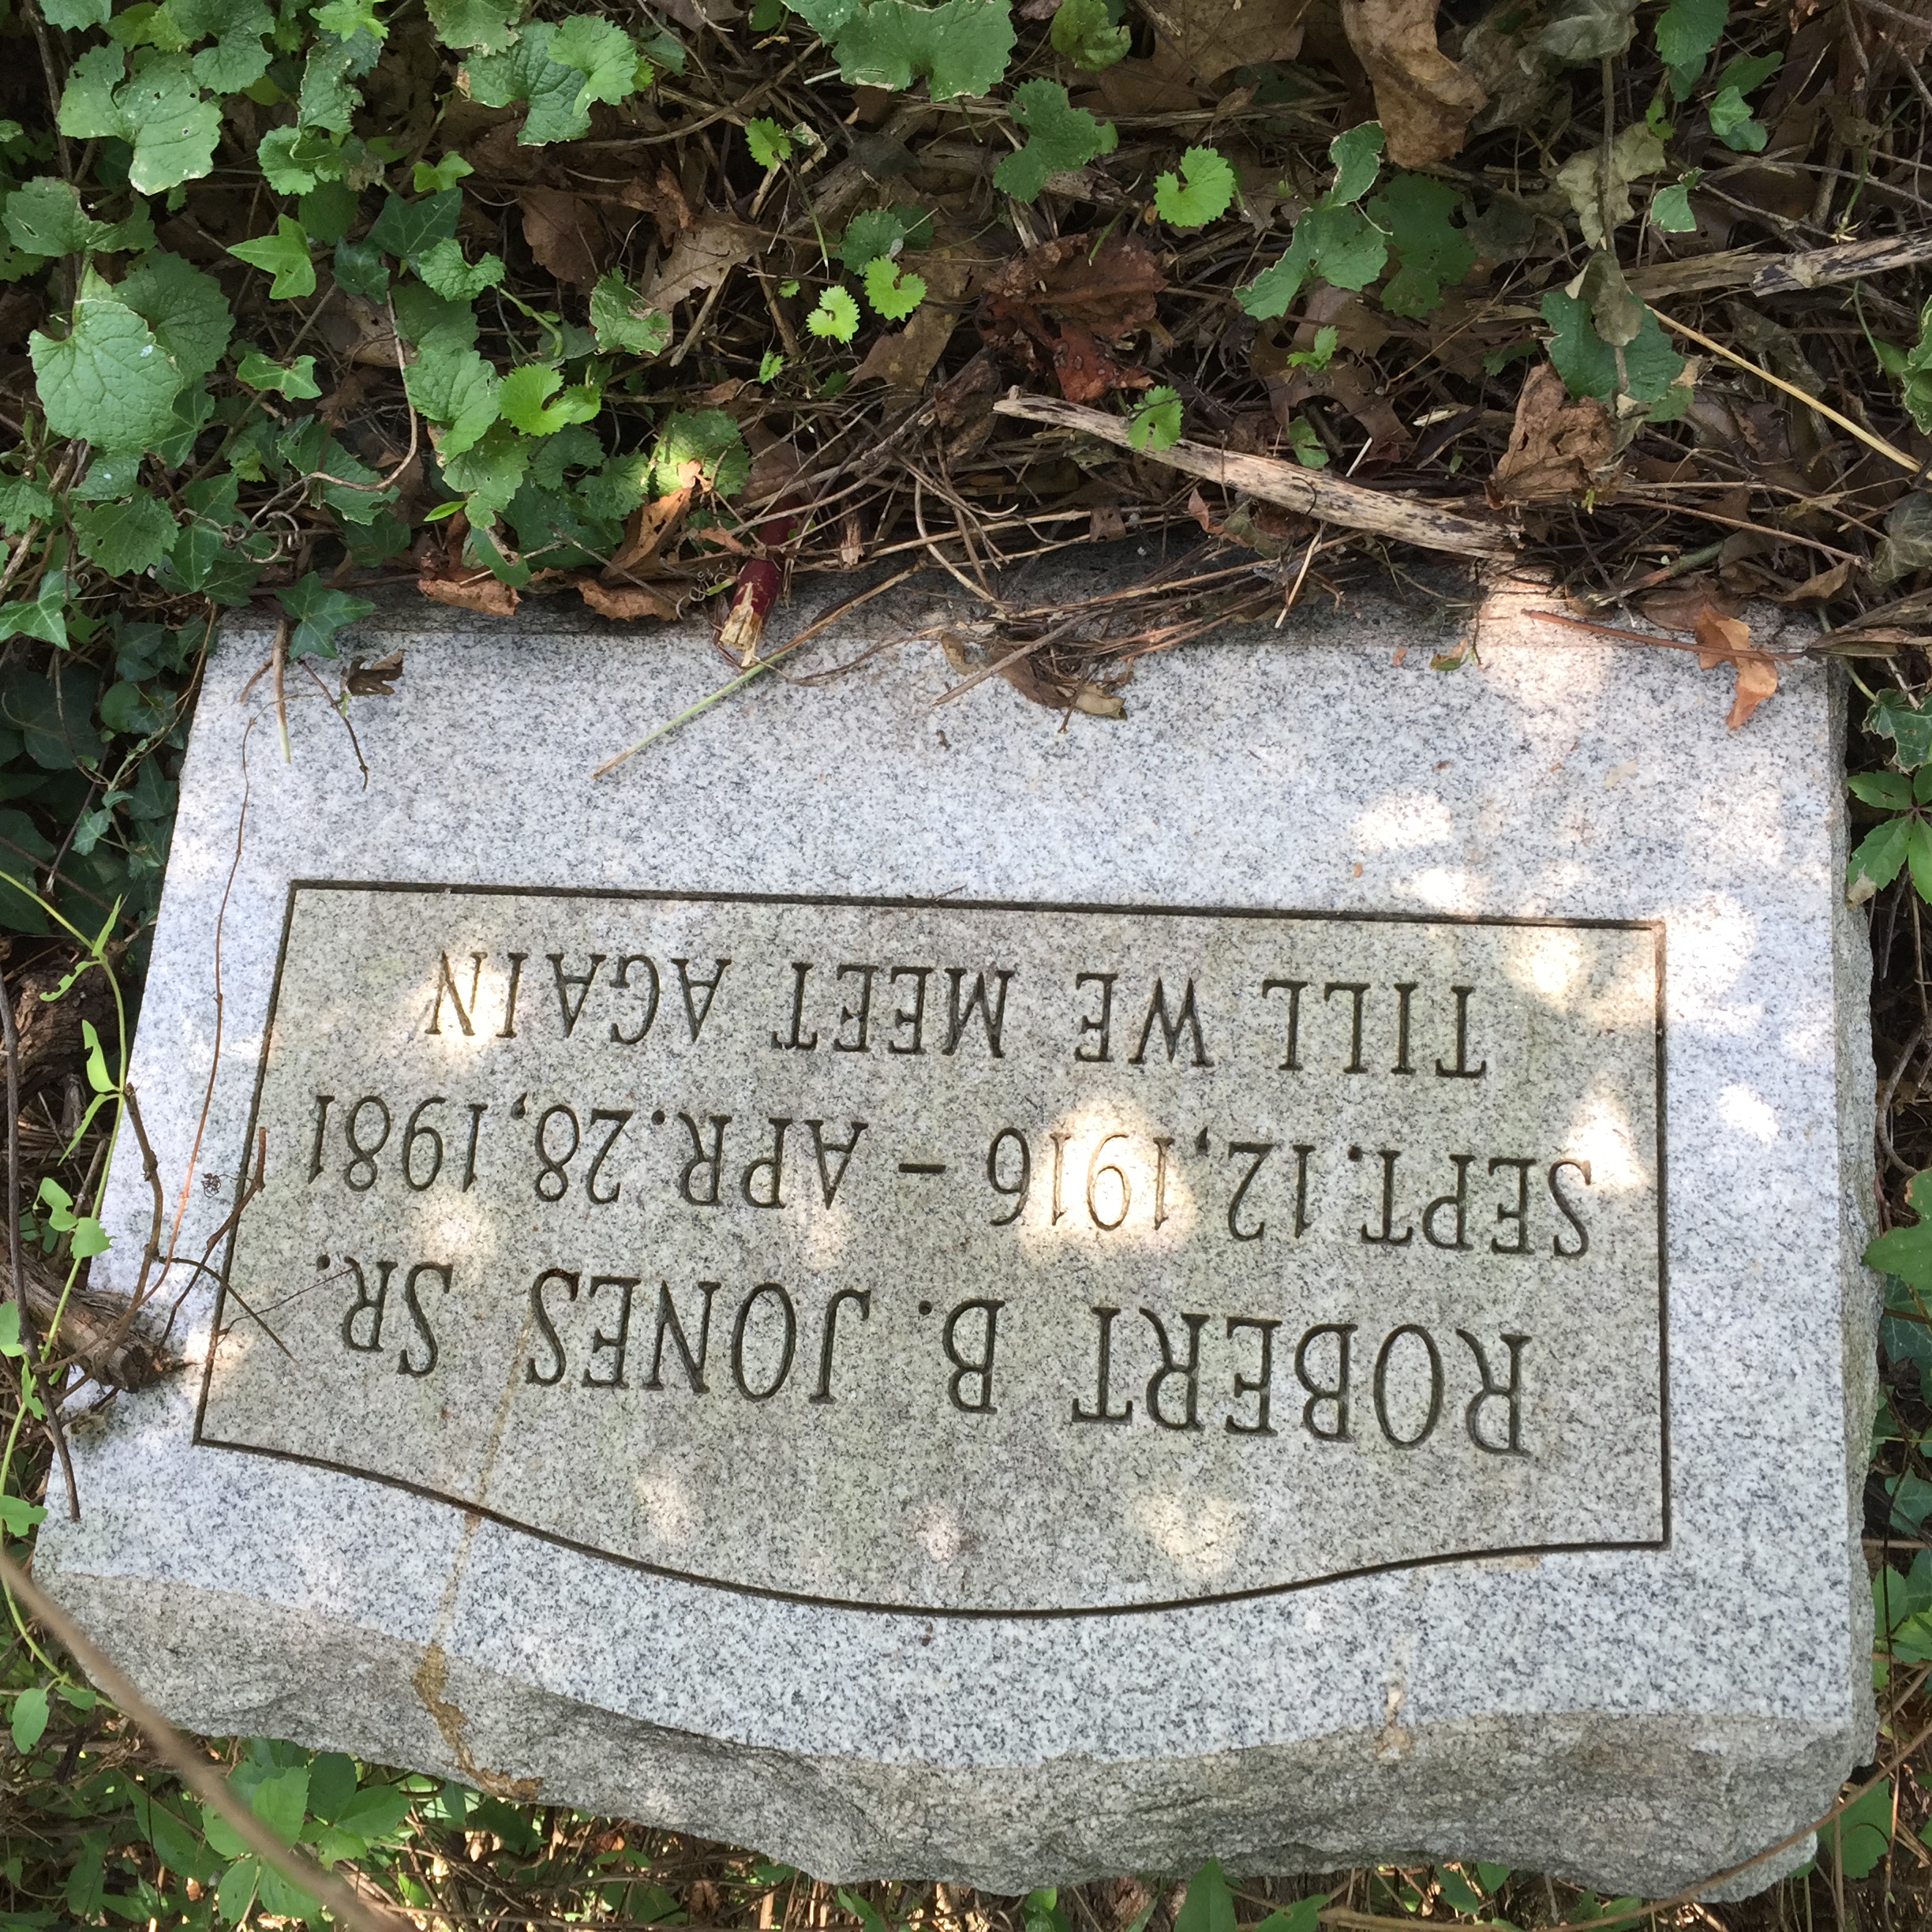 ROBERT B. JONES SR.
SEPT. 12, 1916 – APR. 28, 1981
TILL WE MEET AGAIN